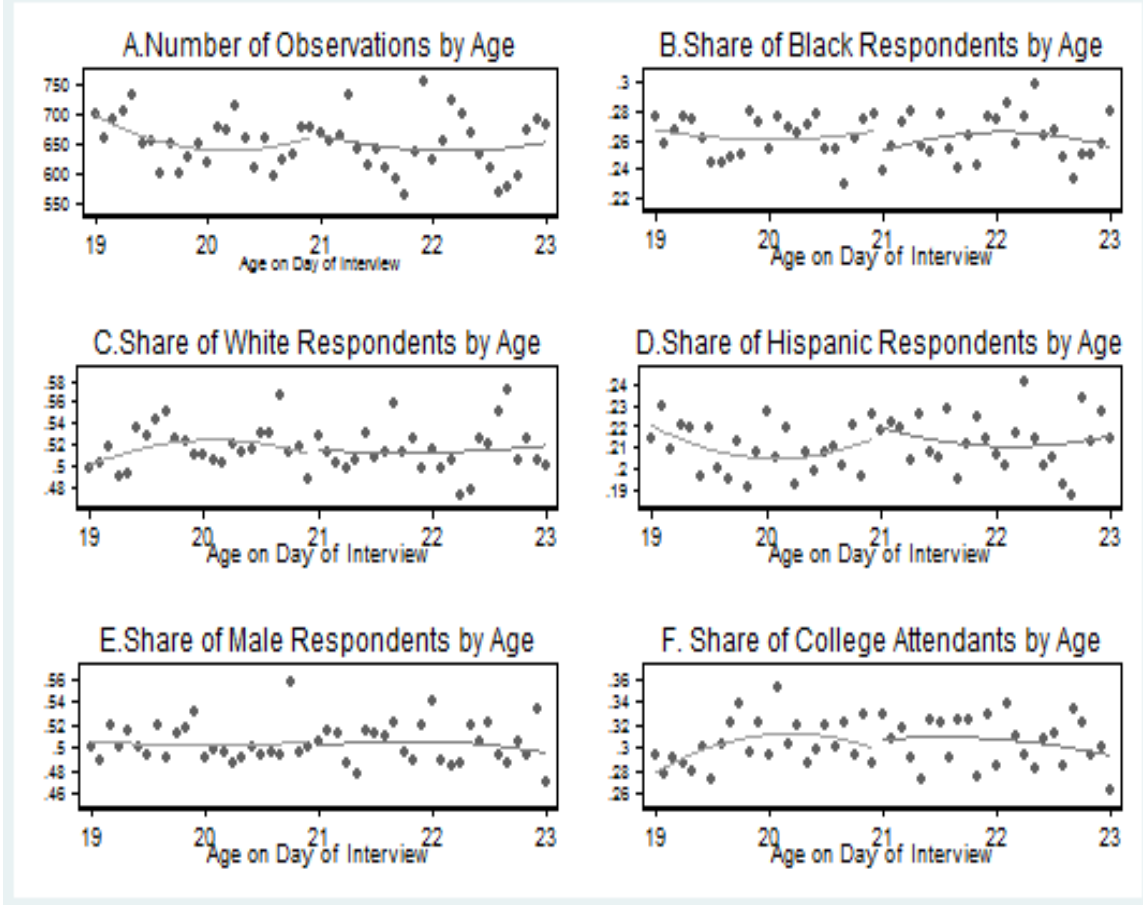 A.Number of Observations by Age
750
700
650
600
550
19 20 21 22 23
Age on Day of Interview
B.Share of Black Respondents by Age
.3
.28
.26
.24
.22
19 20 21 22 23
Age on Day of Interview
C.Share of White Respondents by Age
.58
.56
.54
.52
.5
.48
19 20 21 22 23
Age on Day of Interview
D.Share of Hispanic Respondents by Age
.24
.23
.22
.21
.2
.19
19 20 21 22 23
Age on Day of Interview
E.Share of Male Respondents by Age
.56
.54
.52
.5
.48
.46
19 20 21 22 23
Age on Day of Interview
F. Share of College Attendants by Age
.36
.34
.32
.3
.28
.26
19 20 21 22 23
Age on Day of Interview